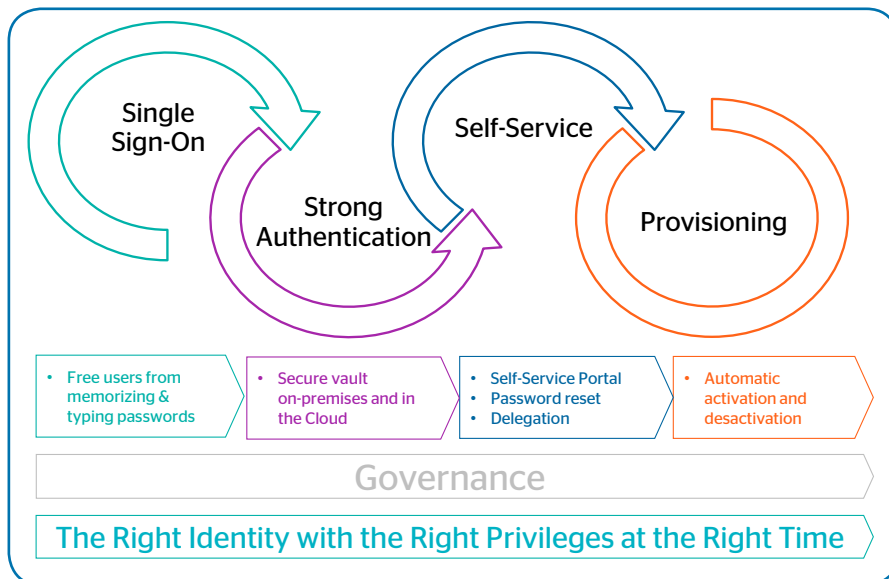 Single
Sign-On
Strong
Authentication
Self-Service
Provisioning
• Free users from
memorizing &
typing passwords
• Secure vault
on-premises and in
the Cloud
• Self-Service Portal
• Password reset
• Delegation
• Automatic
activation and
desactivation
Governance
The Right Identity with the Right Privileges at the Right Time